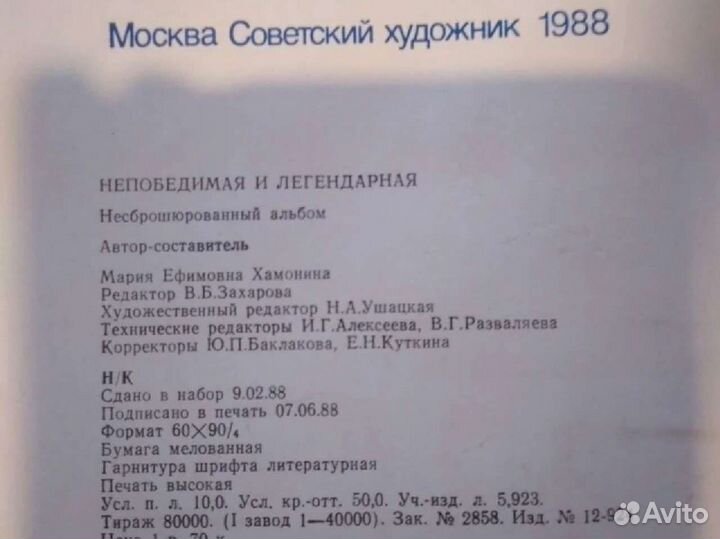 Москва Советский художник 1988
НЕПОБЕДИМАЯ И ЛЕГЕНДАРНАЯ
Несброшюрованный альбом
Автор-составитель
Мария Ефимовна Хамонина
Редактор В.Б.Захарова
Художественный редактор Н.А.Ушацкая
Технические редакторы И.Г.Алексеева, В.Г.Разваляева
Корректоры Ю.П.Баклакова, Е.Н.Куткина
Н/К
Сдано в набор 9.02.88
Подписано в печать 07.06.88
Формат 60×90/4
Бумага мелованная
Гарнитура шрифта литературная
Печать высокая
Усл. п. л. 10,0. Усл. кр.-отт. 50,0. Уч.-изд. л. 5,923.
Тираж 80000. (I завод 1—40000). Зак. № 2858. Изд. №
Avito